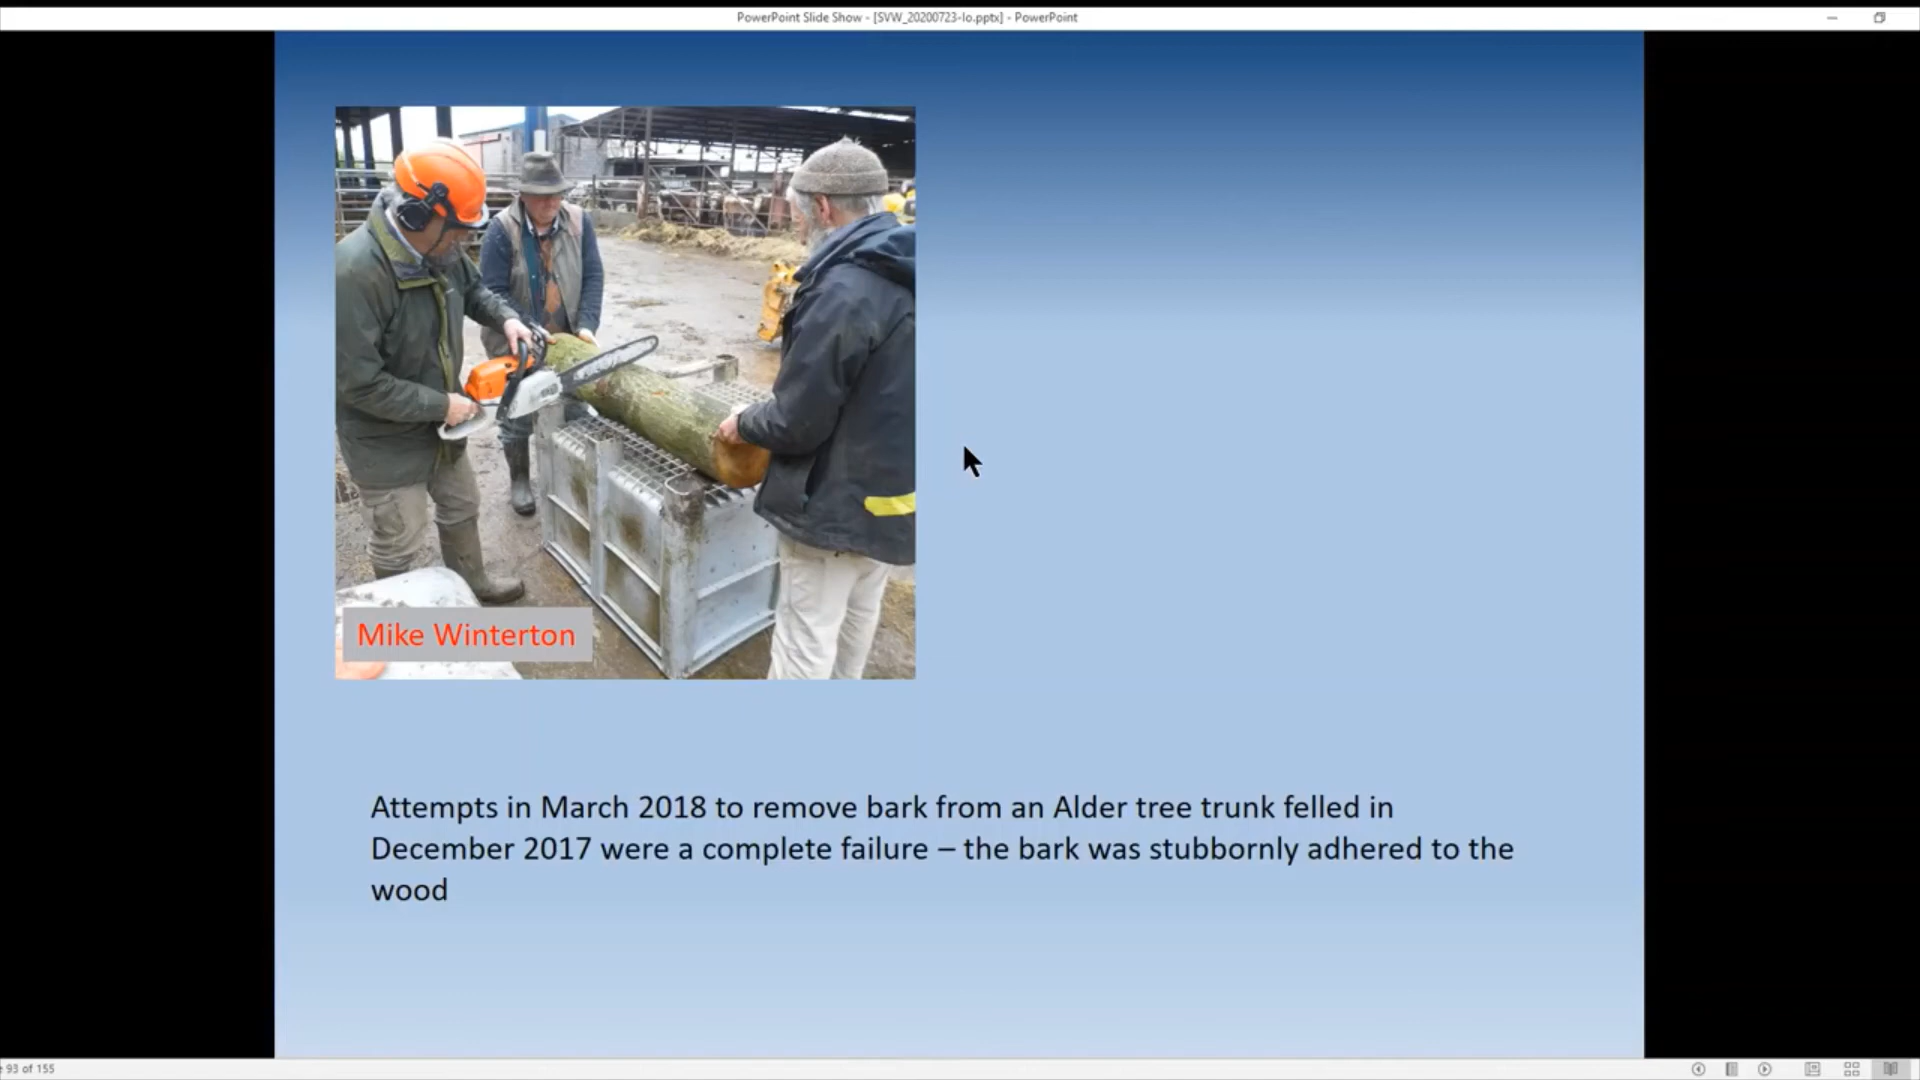 PowerPoint Slide Show - [SVW_20200723-lo.pptx] - PowerPoint
Mike Winterton
Attempts in March 2018 to remove bark from an Alder tree trunk felled in
December 2017 were a complete failure – the bark was stubbornly adhered to the
wood
93 of 155